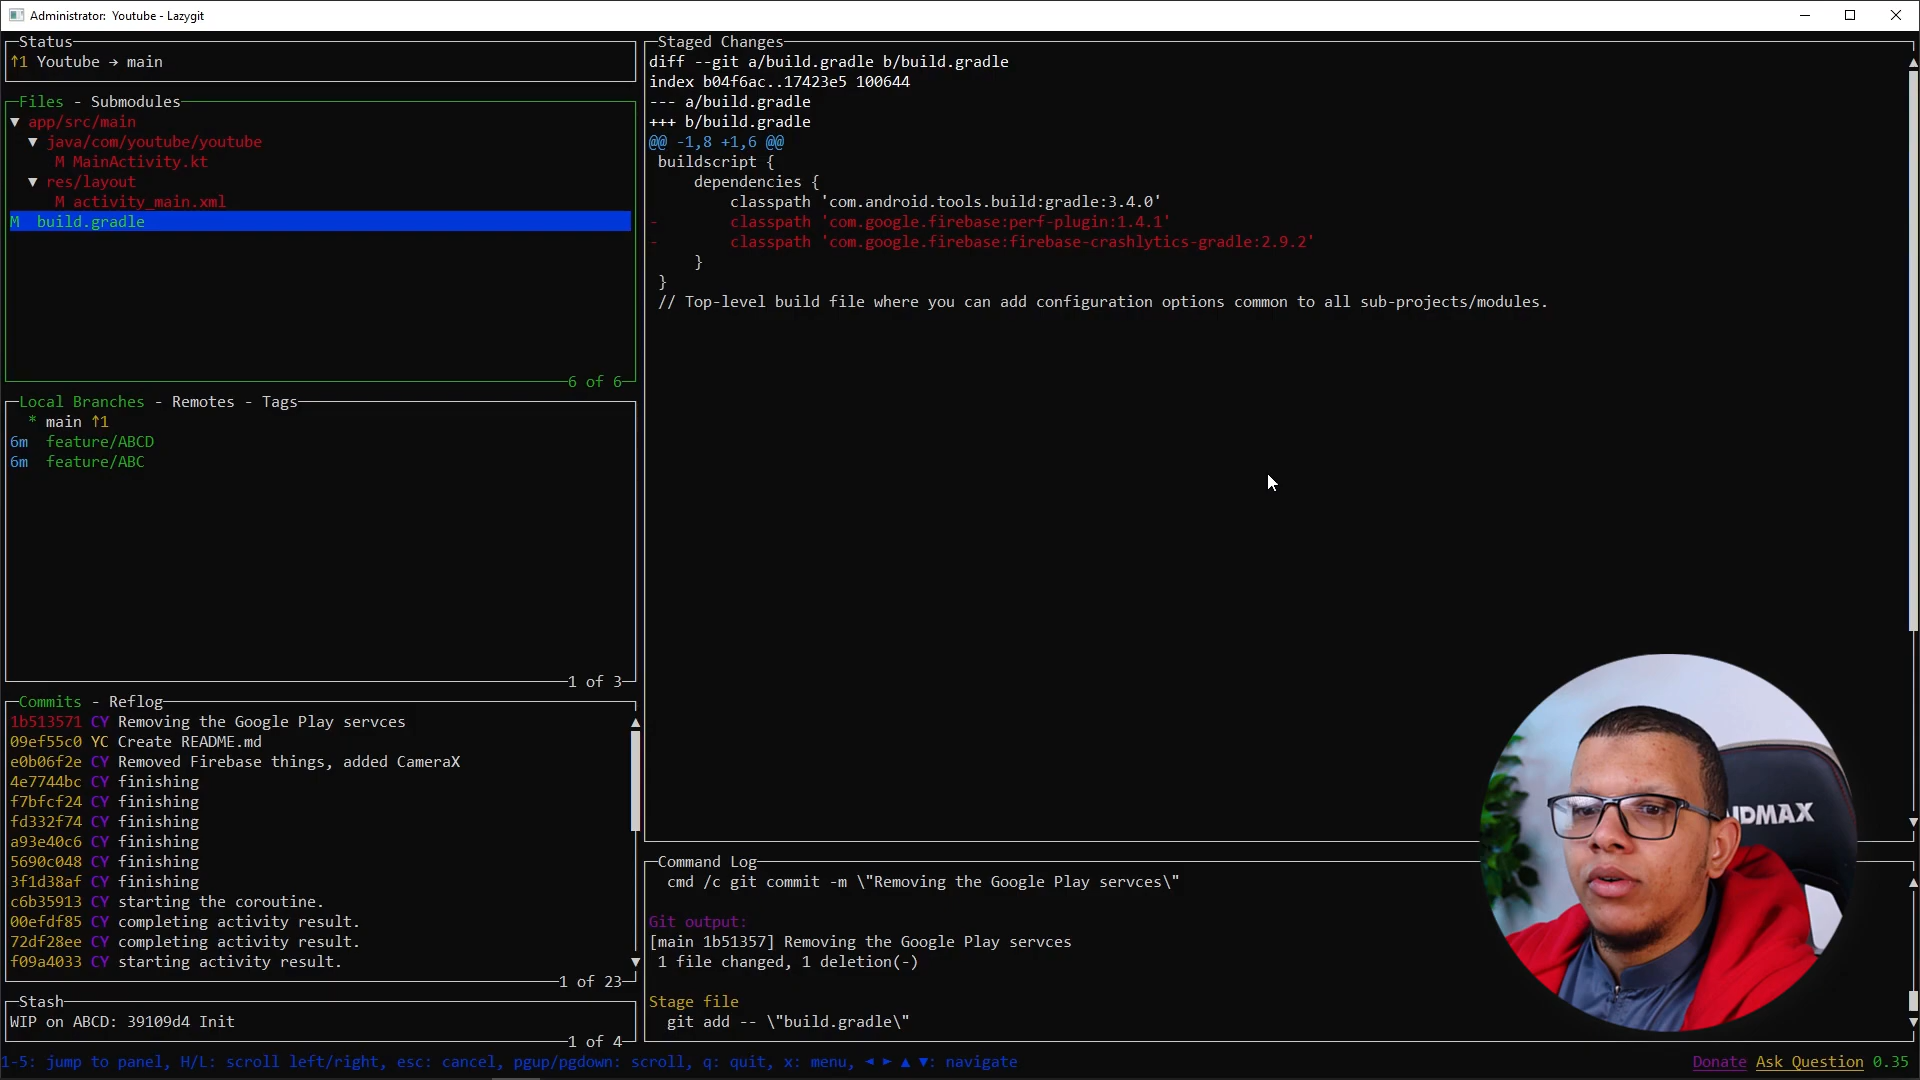 Administrator: Youtube - Lazygit
Status
↑1 Youtube → main
Files - Submodules
▼ app/src/main
▼ java/com/youtube/youtube
M MainActivity.kt
▼ res/layout
M activity_main.xml
M build.gradle
6 of 6
Local Branches - Remotes - Tags
* main ↑1
6m feature/ABCD
6m feature/ABC
1 of 3
Commits - Reflog
1b513571 CY Removing the Google Play servces
09ef55c0 YC Create README.md
e0b06f2e CY Removed Firebase things, added CameraX
4e7744bc CY finishing
f7bfcf24 CY finishing
fd332f74 CY finishing
a93e40c6 CY finishing
5690c048 CY finishing
3f1d38af CY finishing
c6b35913 CY starting the coroutine.
00efdf85 CY completing activity result.
72df28ee CY completing activity result.
f09a4033 CY starting activity result.
1 of 23
Stash
WIP on ABCD: 39109d4 Init
1 of 4
Staged Changes
diff --git a/build.gradle b/build.gradle
index b04f6ac..17423e5 100644
--- a/build.gradle
+++ b/build.gradle
@@ -1,8 +1,6 @@
buildscript {
dependencies {
classpath 'com.android.tools.build:gradle:3.4.0'
- classpath 'com.google.firebase:perf-plugin:1.4.1'
- classpath 'com.google.firebase:firebase-crashlytics-gradle:2.9.2'
}
}
// Top-level build file where you can add configuration options common to all sub-projects/modules.
Command Log
cmd /c git commit -m \"Removing the Google Play servces\"
Git output:
[main 1b51357] Removing the Google Play servces
1 file changed, 1 deletion(-)
Stage file
git add -- \"build.gradle\"
1-5: jump to panel, H/L: scroll left/right, esc: cancel, pgup/pgdown: scroll, q: quit, x: menu, ◄ ► ▲ ▼: navigate
Donate Ask Question 0.35